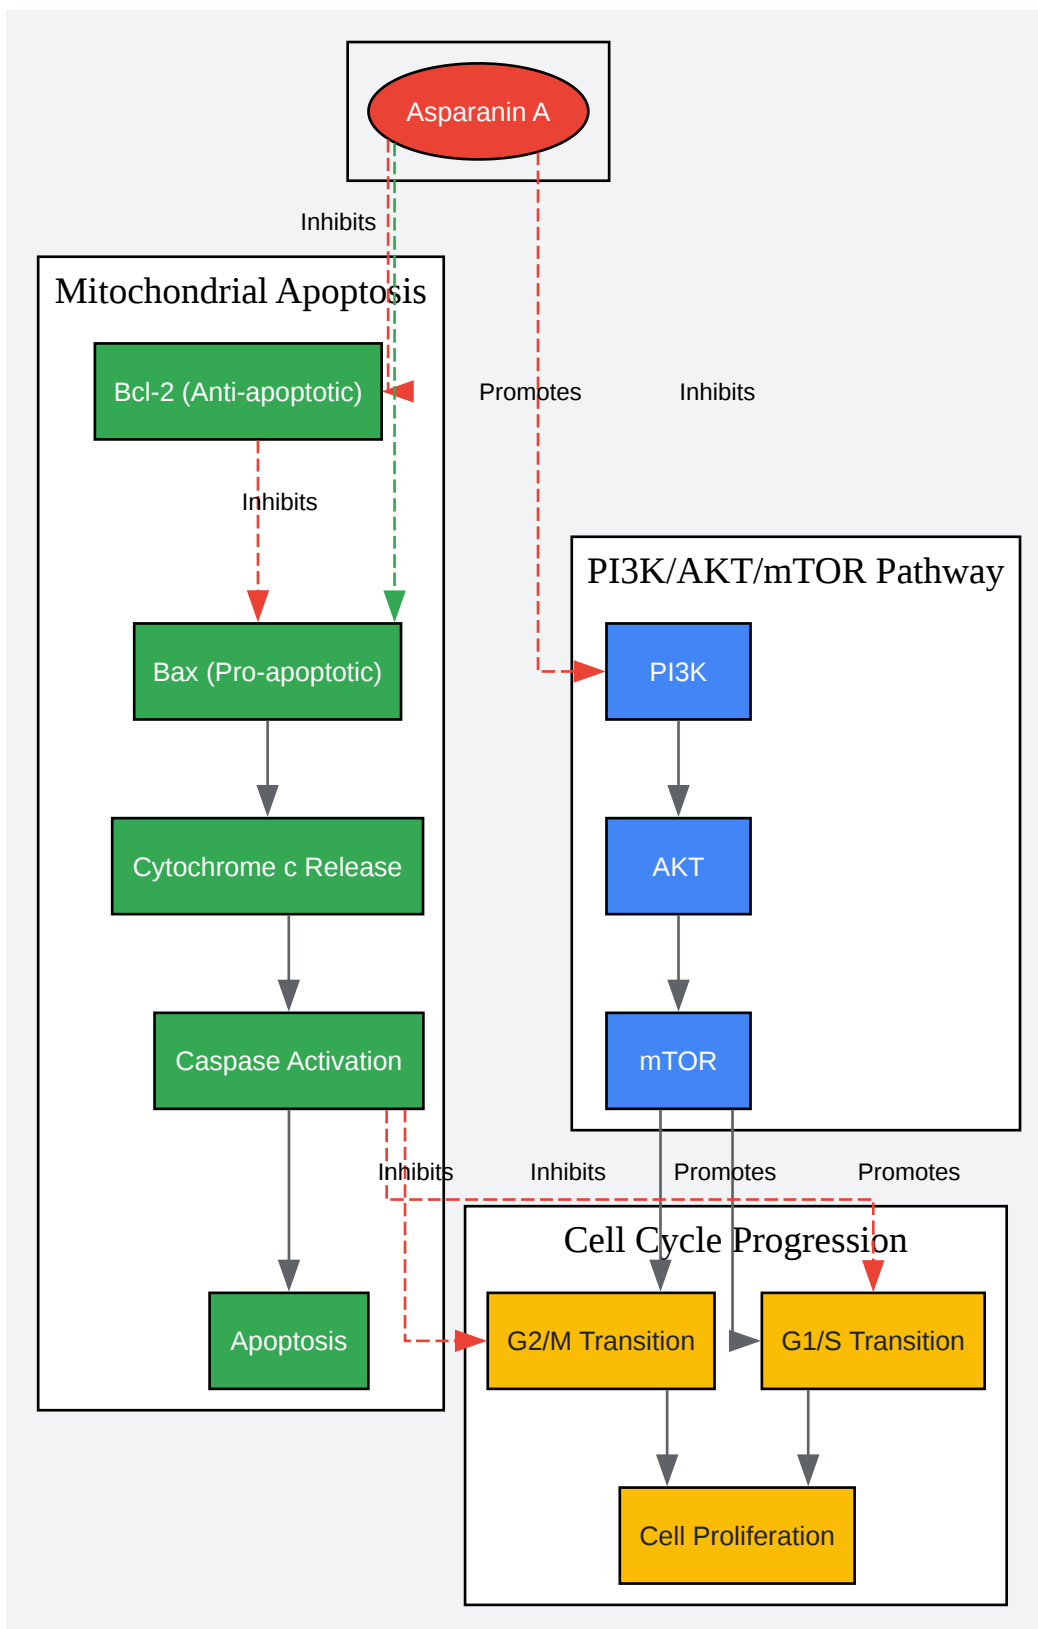 Asparanin A
Inhibits
Mitochondrial Apoptosis
Bcl-2 (Anti-apoptotic)
Promotes
Inhibits
Inhibits
PI3K/AKT/mTOR Pathway
Bax (Pro-apoptotic)
PI3K
Cytochrome c Release
AKT
Caspase Activation
mTOR
Inhibits
Inhibits
Promotes
Promotes
Cell Cycle Progression
Apoptosis
G2/M Transition
G1/S Transition
Cell Proliferation